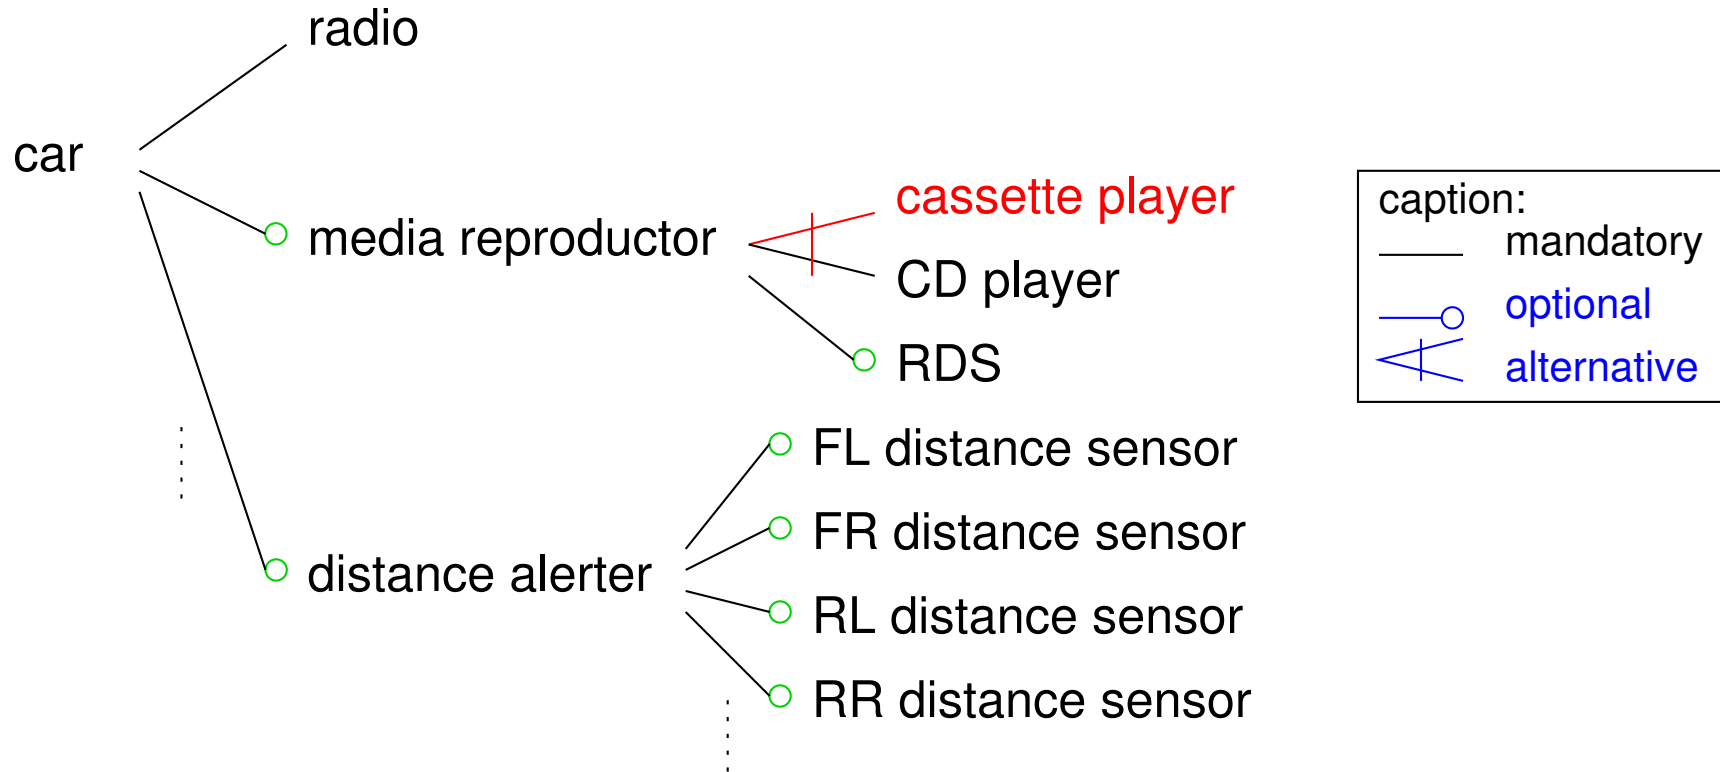 radio
car
media reproductor
cassette player
CD player
RDS
distance alerter
FL distance sensor
FR distance sensor
RL distance sensor
RR distance sensor
caption:
mandatory
optional
alternative